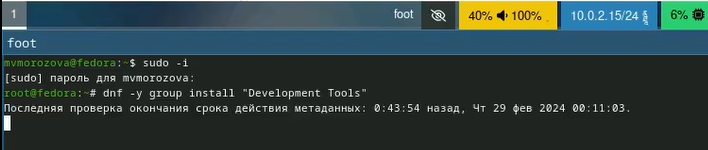 1 foot 40% 100% 10.0.2.15/24 6%
foot
mvmorozova@fedora:~$ sudo -i
[sudo] пароль для mvmorozova:
root@fedora:~# dnf -y group install "Development Tools"
Последняя проверка окончания срока действия метаданных: 0:43:54 назад, Чт 29 фев 2024 00:11:03.